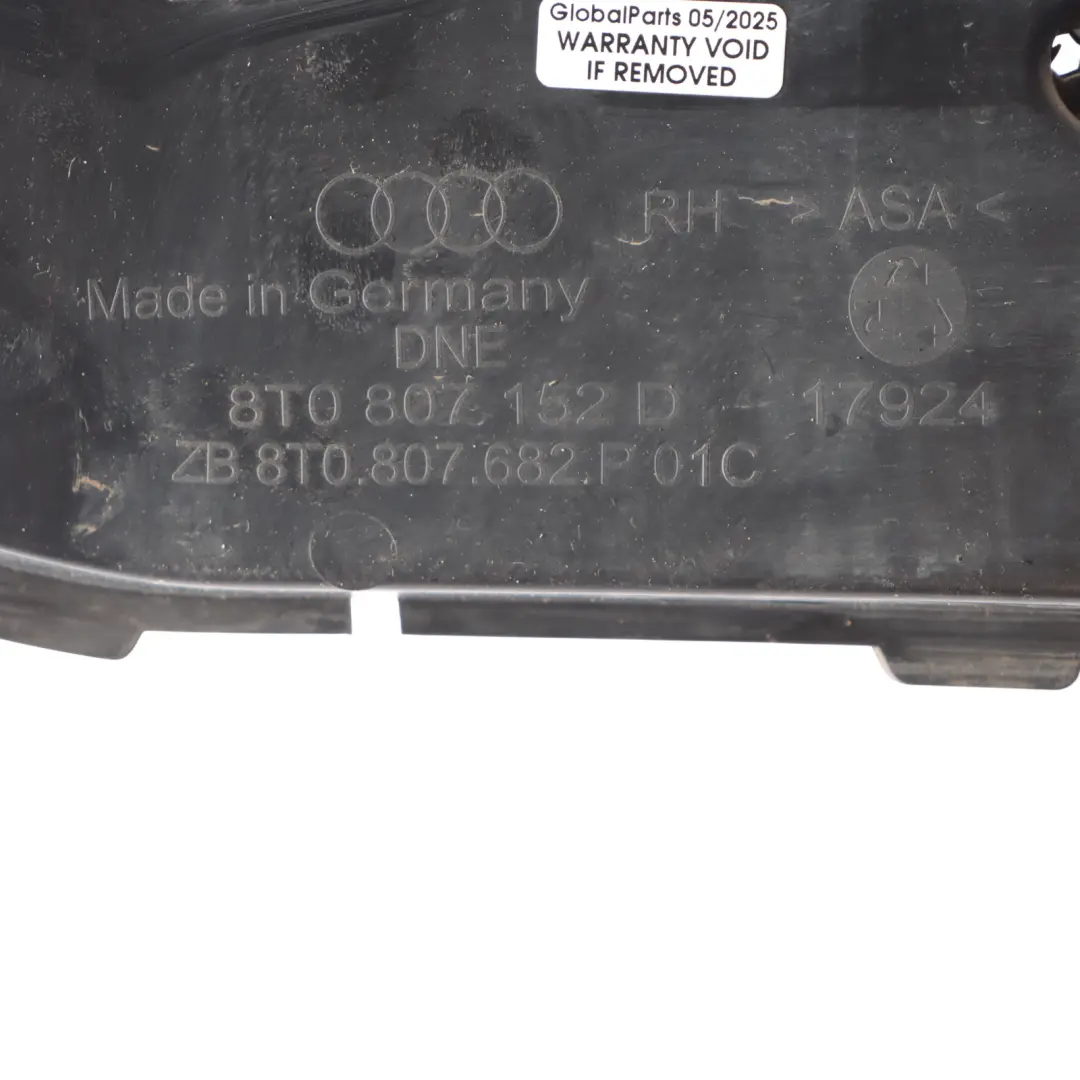 GlobalParts 05/2025
WARRANTY VOID
IF REMOVED
RH > ASA <
Made in Germany
DNE
8T0 807 152 D 17924
ZB 8T0.807.682.P 01C